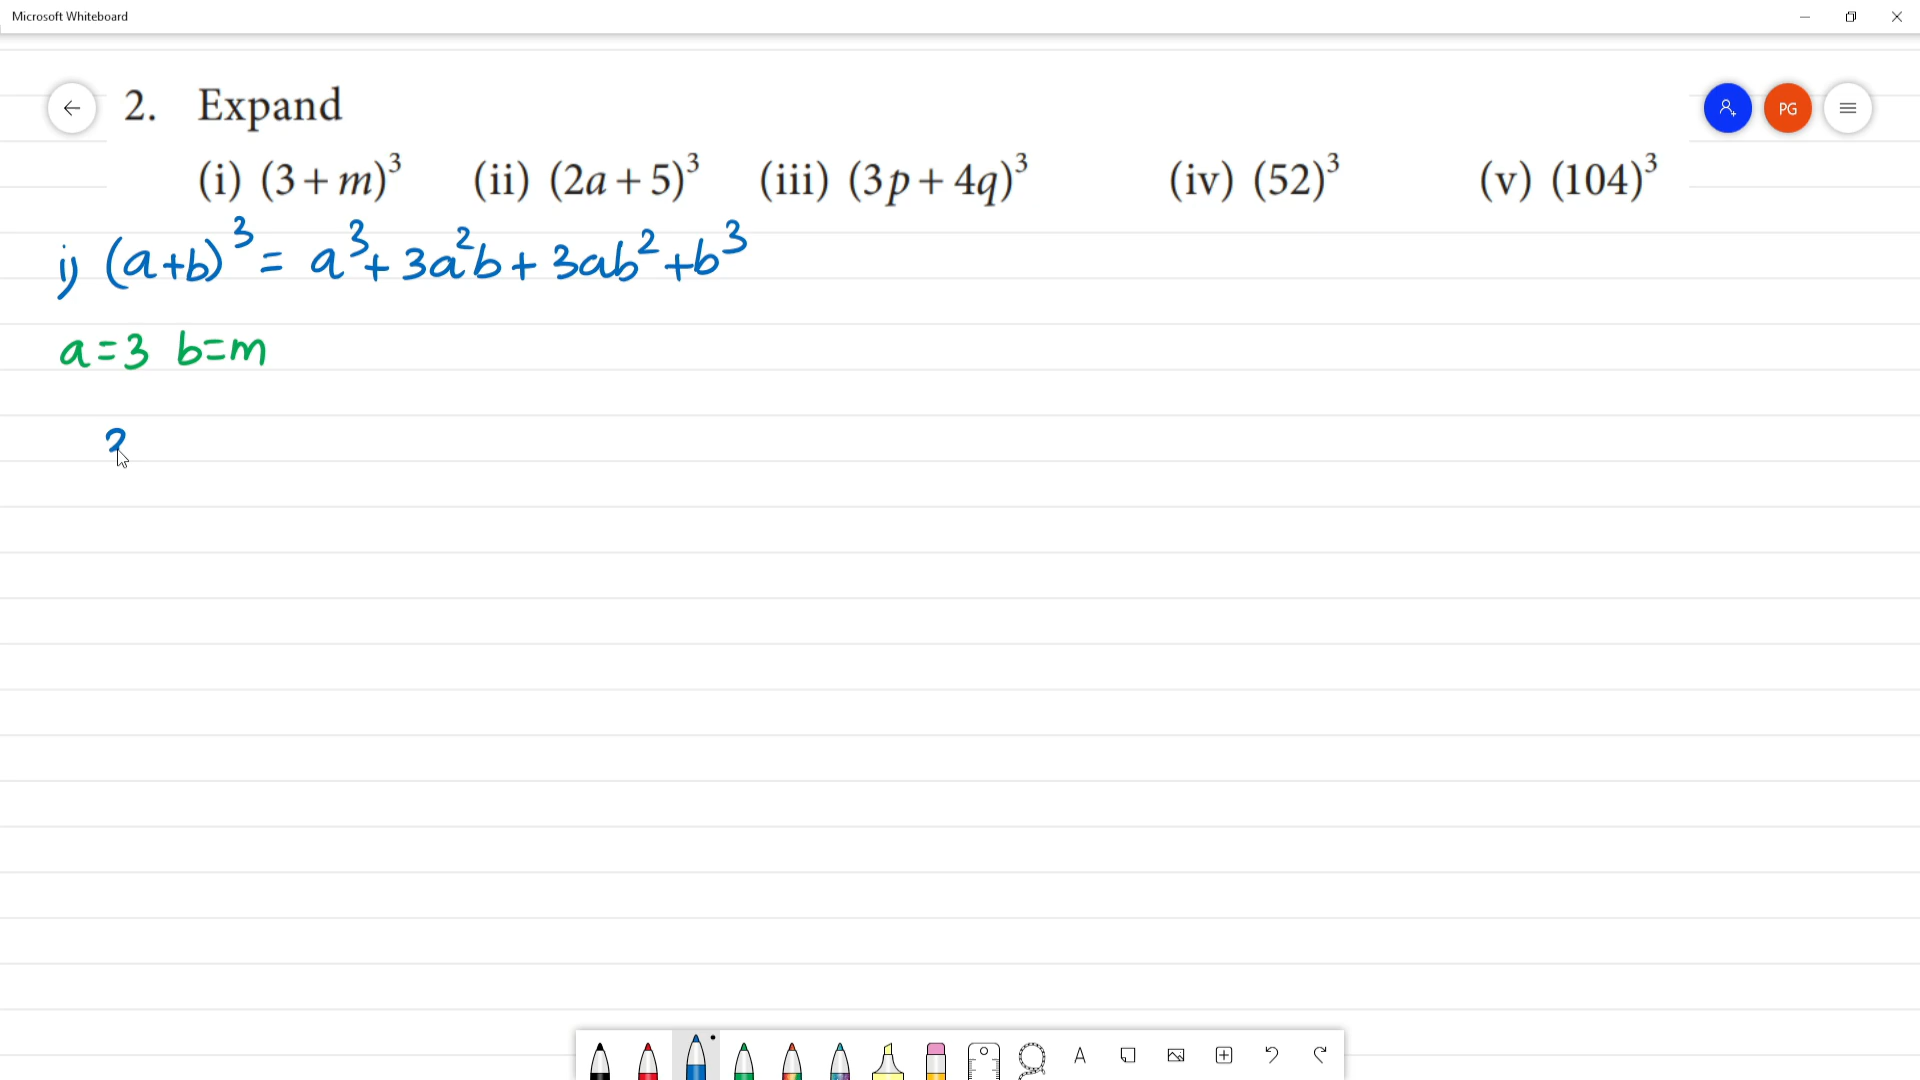 Microsoft Whiteboard
2. Expand
PG
(i) (3 + m)³ (ii) (2a + 5)³ (iii) (3p + 4q)³ (iv) (52)³ (v) (104)³
i) (a+b)³ = a³ + 3a²b + 3ab² + b³
a = 3 b = m
A